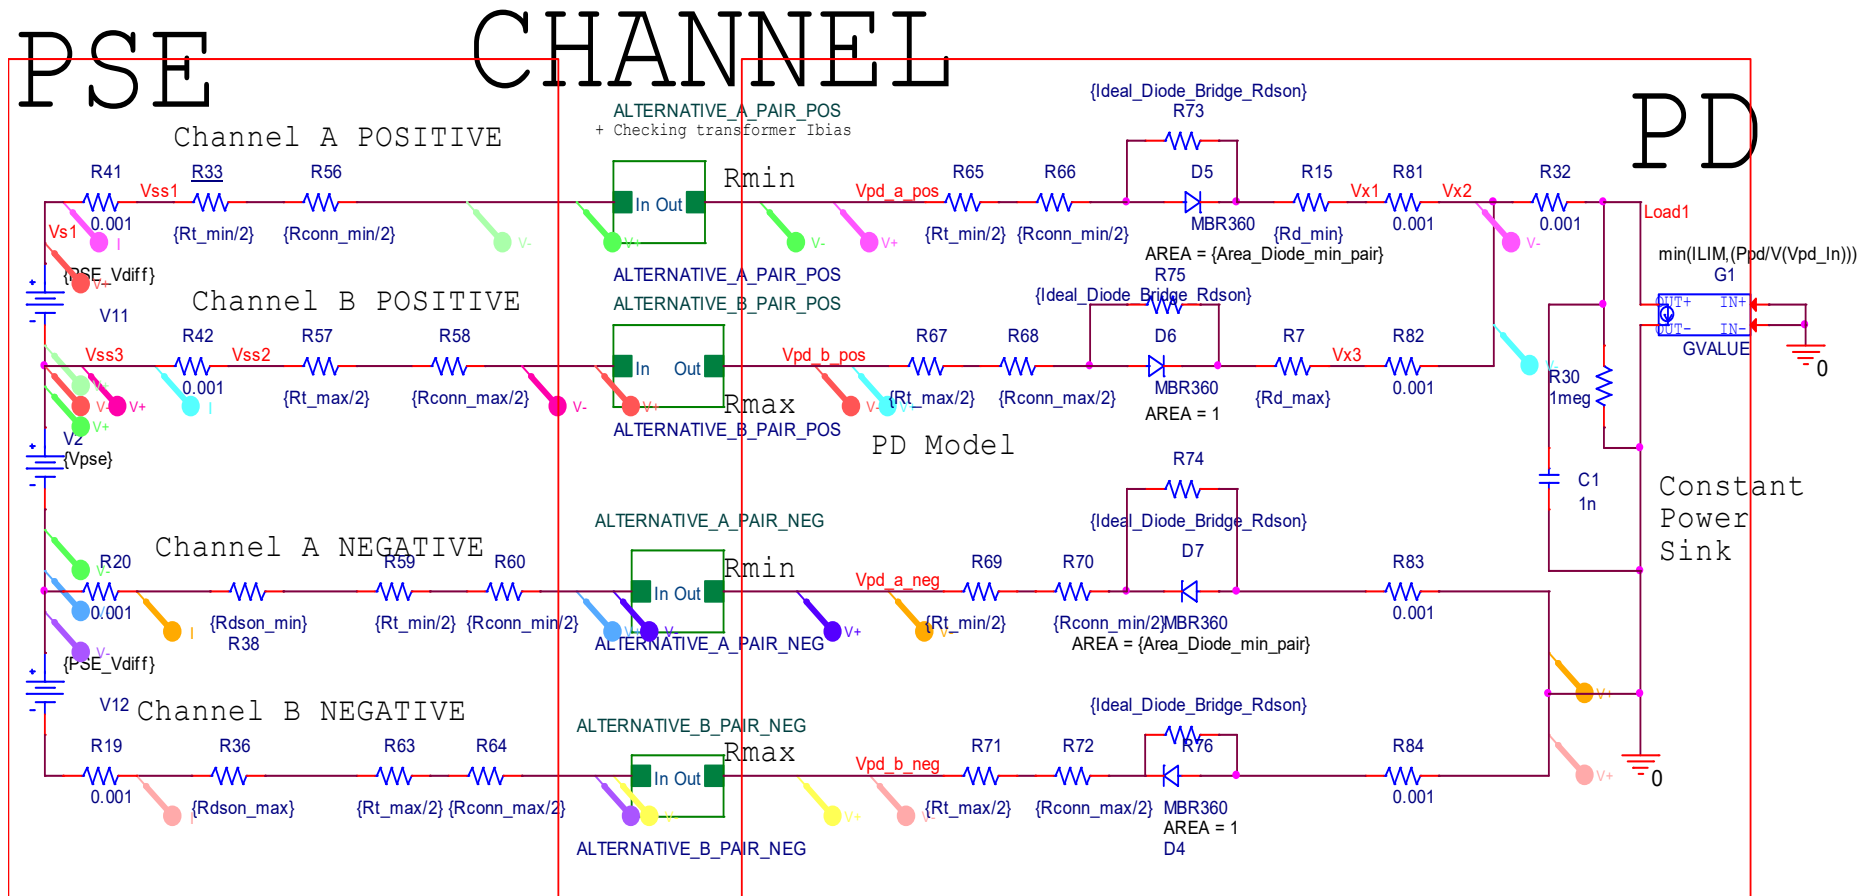 PSE
CHANNEL
PD
{Ideal_Diode_Bridge_Rdson}
R73
ALTERNATIVE_A_PAIR_POS
+ Checking transformer Ibias
Channel A POSITIVE
R41
Vss1
R33
R56
In Out
Rmin
Vpd_a_pos
R65
R66
D5
R15
Vx1
R81
Vx2
R32
Load1
0.001
{Rt_min/2}
{Rconn_min/2}
V-
V+
V-
V+
{Rt_min/2}
{Rconn_min/2}
MBR360
{Rd_min}
0.001
0.001
V-
I
Vs1
AREA = {Area_Diode_min_pair}
min(ILIM,(Ppd/V(Vpd_In)))
G1
{PSE_Vdiff}
V+
ALTERNATIVE_A_PAIR_POS
R75
Channel B POSITIVE
ALTERNATIVE_B_PAIR_POS
{Ideal_Diode_Bridge_Rdson}
OUT+ IN+
OUT- IN-
GVALUE
0
+
-
V11
R42
R57
R58
R67
R68
D6
R7
R82
Vss3
Vss2
In Out
Vpd_b_pos
Vx3
0.001
{Rt_max/2}
{Rconn_max/2}
{Rt_max/2}
{Rconn_max/2}
MBR360
{Rd_max}
0.001
R30
1meg
V-
V+
I
V-
V+
V-
Rmax
AREA = 1
V+
V2
{Vpse}
+
-
ALTERNATIVE_B_PAIR_POS
PD Model
R74
C1
1n
Constant
Power
Sink
ALTERNATIVE_A_PAIR_NEG
{Ideal_Diode_Bridge_Rdson}
Channel A NEGATIVE
V-
R20
R59
R60
Rmin
D7
R69
R70
R83
Vpd_a_neg
In Out
0.001
{Rdson_min}
R38
{Rt_min/2}
{Rconn_min/2}
{Rt_min/2}
{Rconn_min/2}
MBR360
0.001
I
V-
V+
ALTERNATIVE_A_PAIR_NEG
AREA = {Area_Diode_min_pair}
V-
{PSE_Vdiff}
+
-
V12
Channel B NEGATIVE
ALTERNATIVE_B_PAIR_NEG
{Ideal_Diode_Bridge_Rdson}
V+
R19
R36
R63
R64
Rmax
R71
R72
R76
R84
Vpd_b_neg
In Out
0.001
{Rdson_max}
{Rt_max/2}
{Rconn_max/2}
{Rt_max/2}
{Rconn_max/2}
MBR360
0.001
V+
0
I
V+
AREA = 1
ALTERNATIVE_B_PAIR_NEG
D4